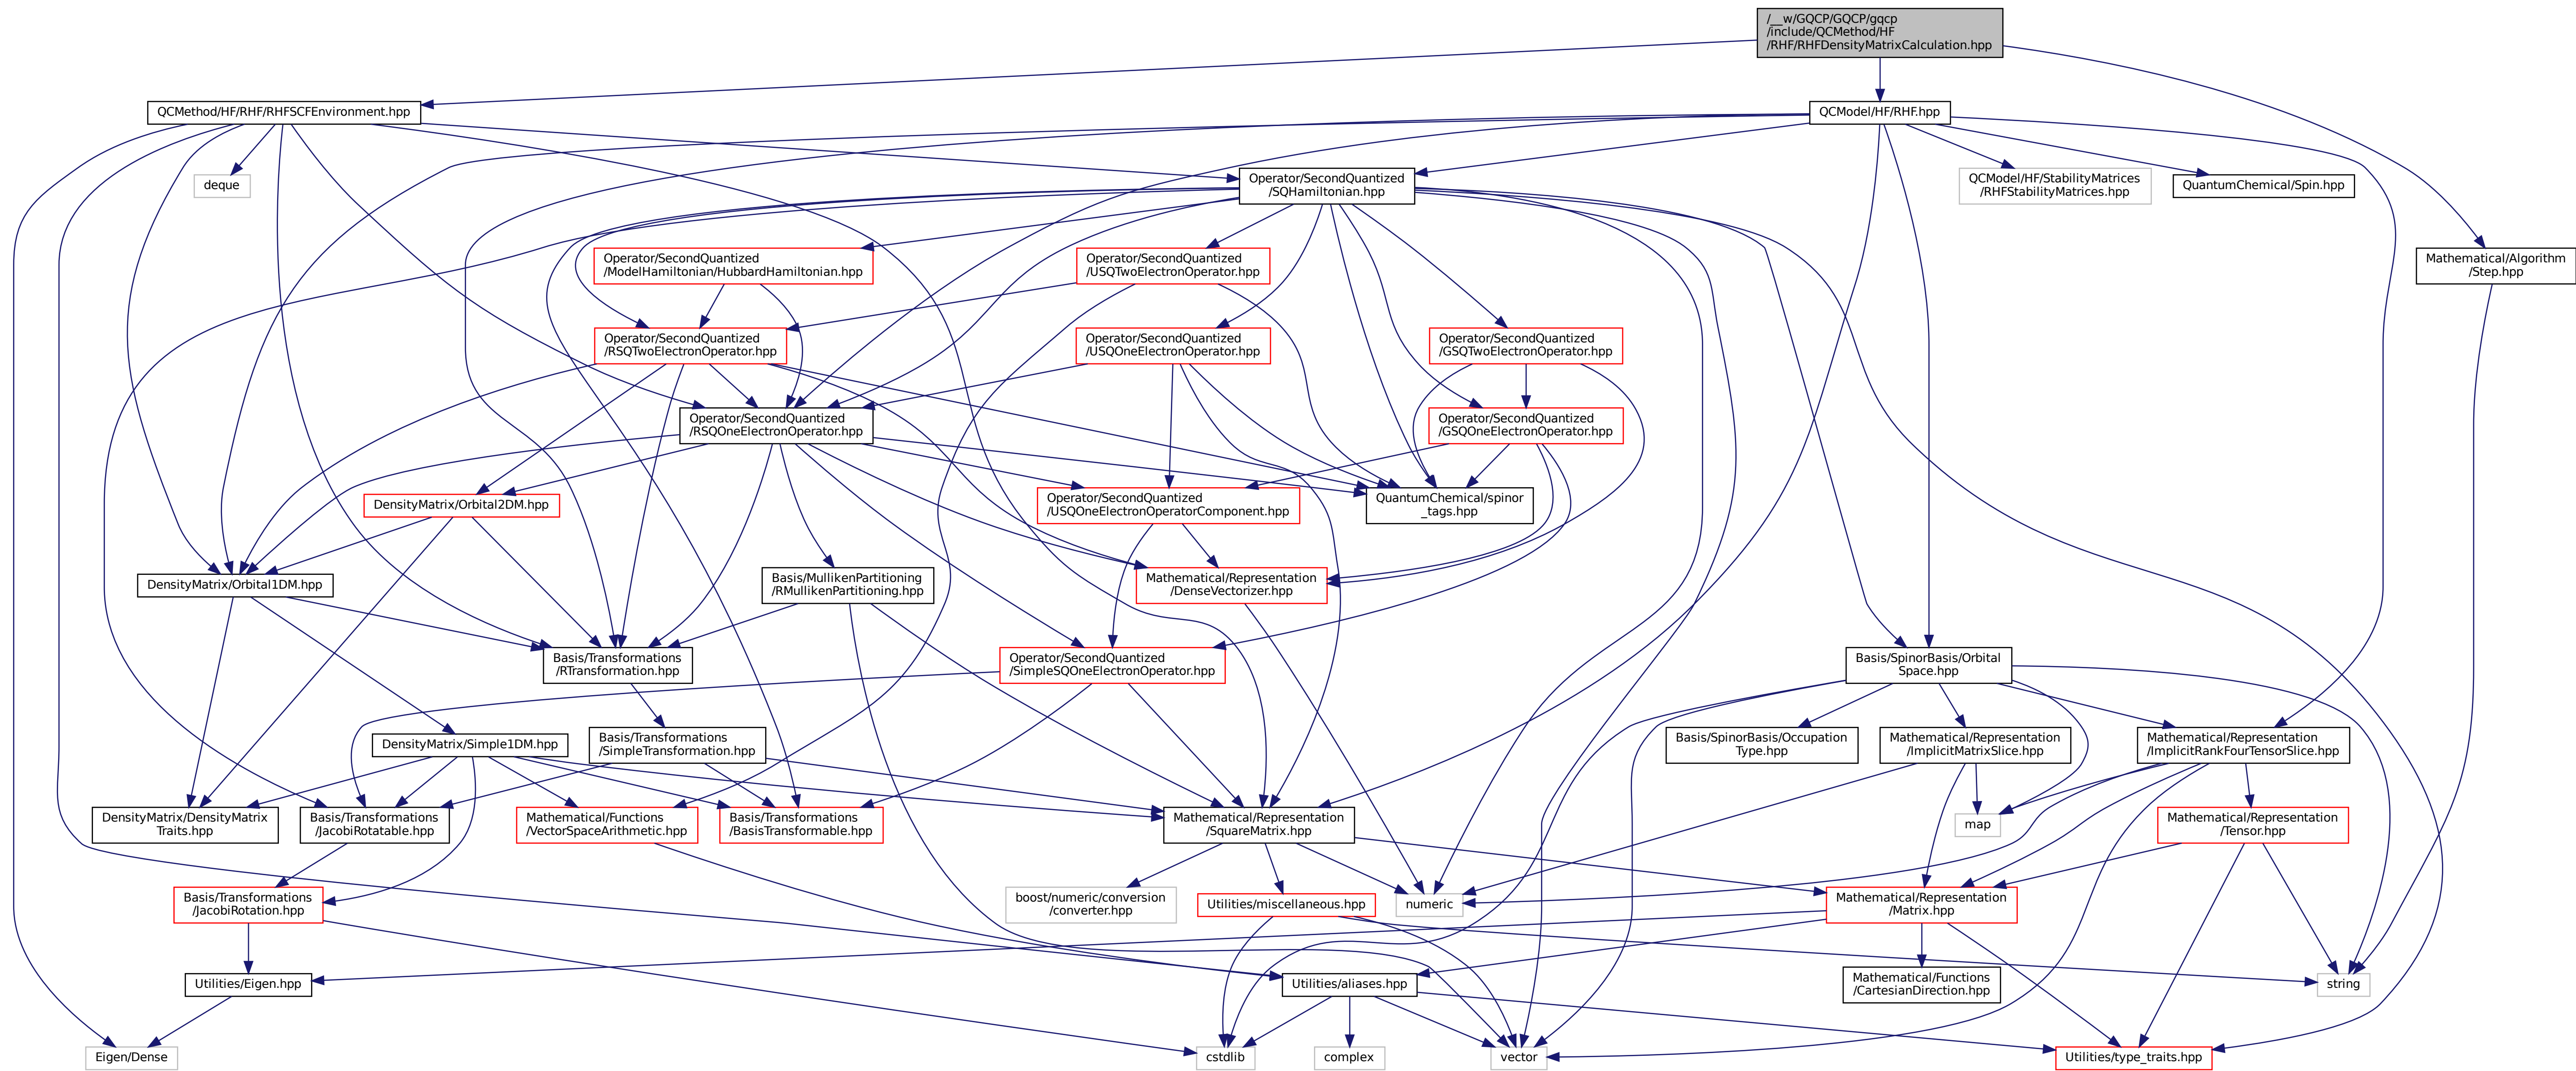 /__w/GQCP/GQCP/gqcp
/include/QCMethod/HF
/RHF/RHFDensityMatrixCalculation.hpp
QCMethod/HF/RHF/RHFSCFEnvironment.hpp
QCModel/HF/RHF.hpp
deque
Operator/SecondQuantized
/SQHamiltonian.hpp
QCModel/HF/StabilityMatrices
/RHFStabilityMatrices.hpp
QuantumChemical/Spin.hpp
Operator/SecondQuantized
/ModelHamiltonian/HubbardHamiltonian.hpp
Operator/SecondQuantized
/USQTwoElectronOperator.hpp
Mathematical/Algorithm
/Step.hpp
Operator/SecondQuantized
/RSQTwoElectronOperator.hpp
Operator/SecondQuantized
/USQOneElectronOperator.hpp
Operator/SecondQuantized
/GSQTwoElectronOperator.hpp
Operator/SecondQuantized
/RSQOneElectronOperator.hpp
Operator/SecondQuantized
/GSQOneElectronOperator.hpp
DensityMatrix/Orbital2DM.hpp
Operator/SecondQuantized
/USQOneElectronOperatorComponent.hpp
QuantumChemical/spinor
_tags.hpp
DensityMatrix/Orbital1DM.hpp
Basis/MullikenPartitioning
/RMullikenPartitioning.hpp
Mathematical/Representation
/DenseVectorizer.hpp
Basis/Transformations
/RTransformation.hpp
Operator/SecondQuantized
/SimpleSQOneElectronOperator.hpp
Basis/SpinorBasis/Orbital
Space.hpp
DensityMatrix/Simple1DM.hpp
Basis/Transformations
/SimpleTransformation.hpp
Basis/SpinorBasis/Occupation
Type.hpp
Mathematical/Representation
/ImplicitMatrixSlice.hpp
Mathematical/Representation
/ImplicitRankFourTensorSlice.hpp
DensityMatrix/DensityMatrix
Traits.hpp
Basis/Transformations
/JacobiRotatable.hpp
Mathematical/Functions
/VectorSpaceArithmetic.hpp
Basis/Transformations
/BasisTransformable.hpp
Mathematical/Representation
/SquareMatrix.hpp
map
Mathematical/Representation
/Tensor.hpp
Basis/Transformations
/JacobiRotation.hpp
boost/numeric/conversion
/converter.hpp
Utilities/miscellaneous.hpp
numeric
Mathematical/Representation
/Matrix.hpp
Utilities/Eigen.hpp
Utilities/aliases.hpp
Mathematical/Functions
/CartesianDirection.hpp
string
Eigen/Dense
cstdlib
complex
vector
Utilities/type_traits.hpp